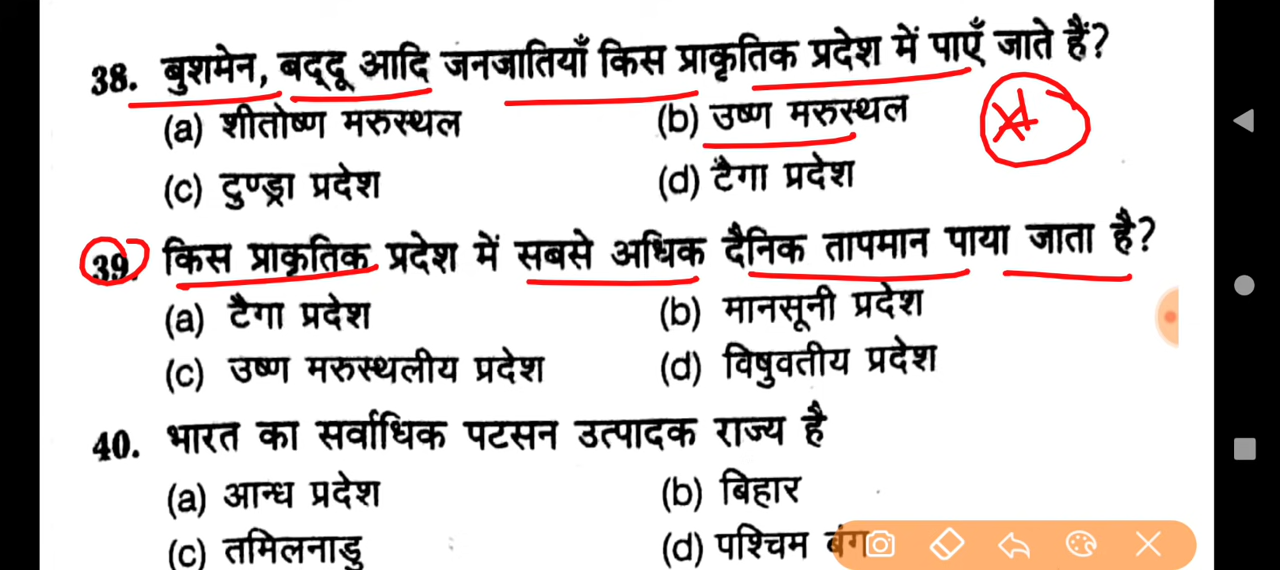 38. बुशमेन, बद्दू आदि जनजातियाँ किस प्राकृतिक प्रदेश में पाएँ जाते हैं?
(a) शीतोष्ण मरुस्थल (b) उष्ण मरुस्थल
(c) टुण्ड्रा प्रदेश (d) टैगा प्रदेश
39. किस प्राकृतिक प्रदेश में सबसे अधिक दैनिक तापमान पाया जाता है?
(a) टैगा प्रदेश (b) मानसूनी प्रदेश
(c) उष्ण मरुस्थलीय प्रदेश (d) विषुवतीय प्रदेश
40. भारत का सर्वाधिक पटसन उत्पादक राज्य है
(a) आन्ध प्रदेश (b) बिहार
(c) तमिलनाडु (d) पश्चिम बंग